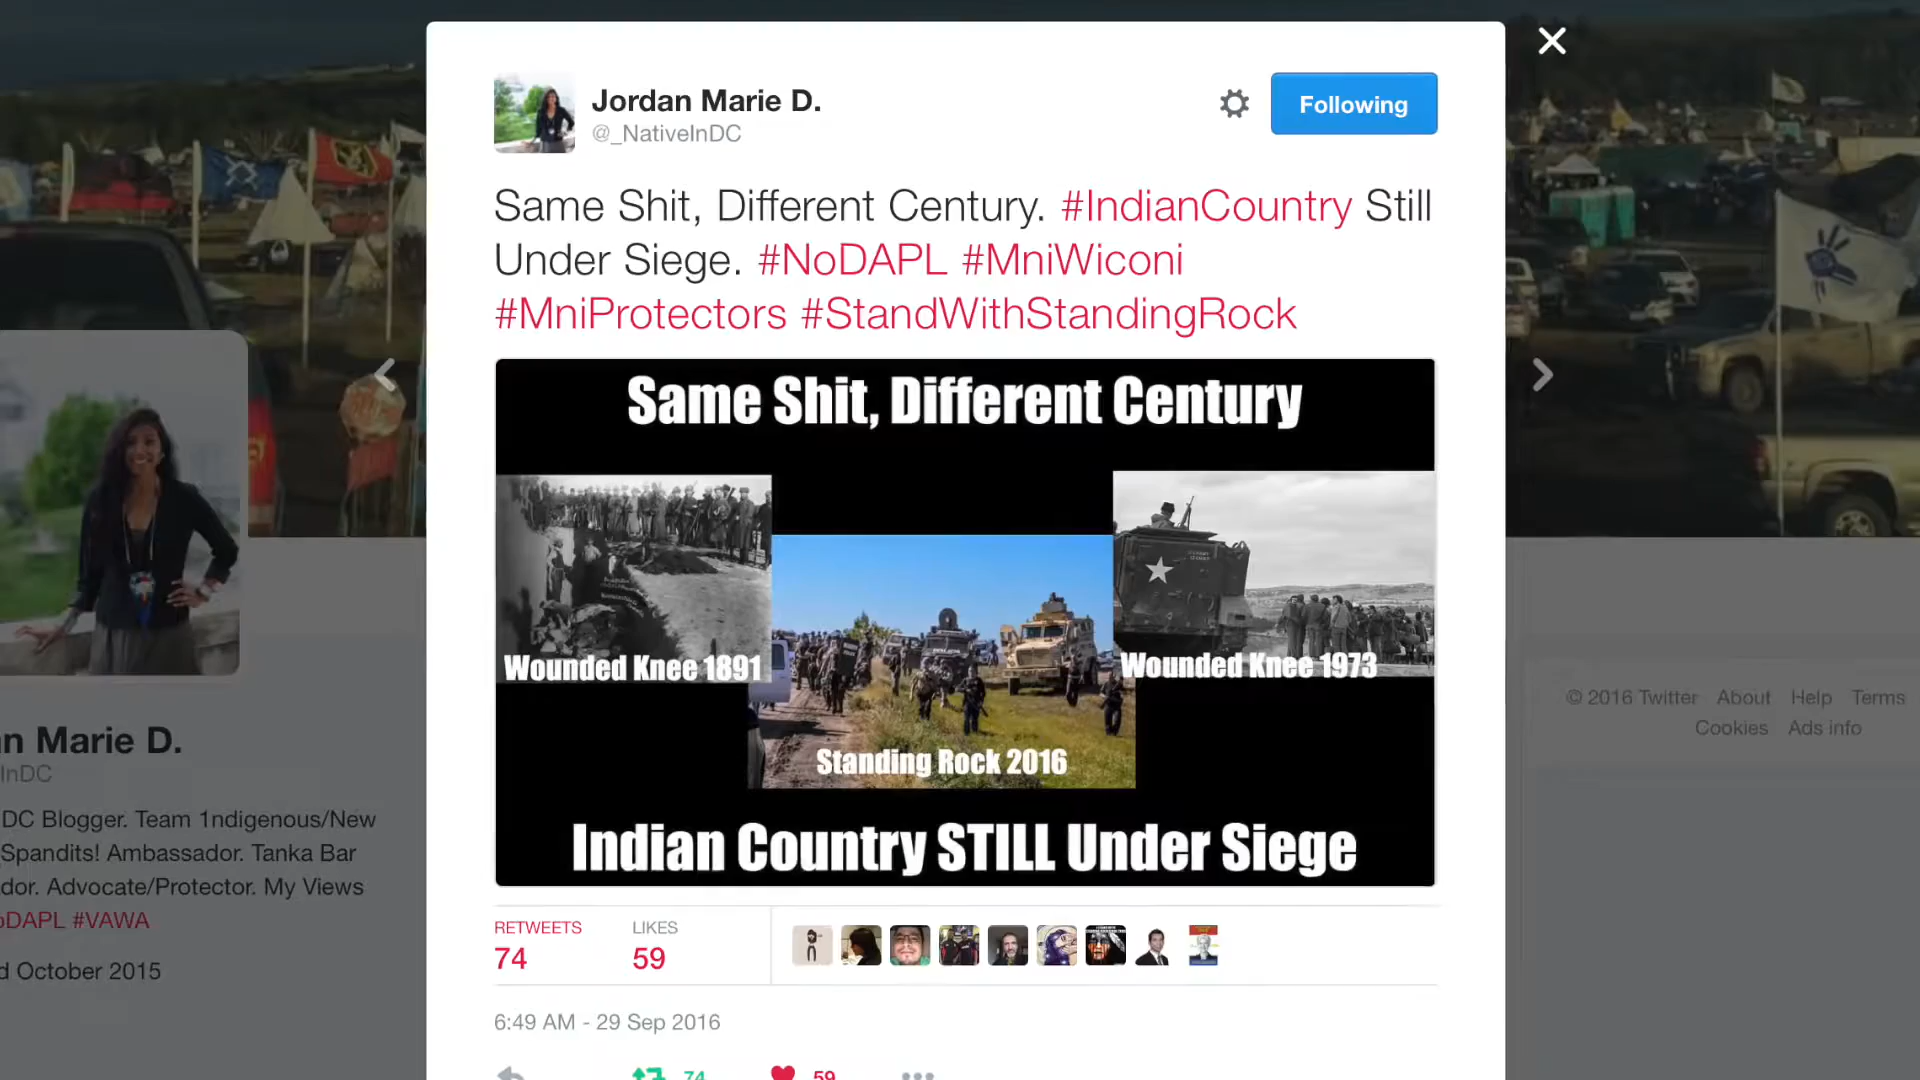 Jordan Marie D.
@_NativeInDC
Following
Same Shit, Different Century. #IndianCountry Still
Under Siege. #NoDAPL #MniWiconi
#MniProtectors #StandWithStandingRock
Same Shit, Different Century
Wounded Knee 1891
Wounded Knee 1973
Standing Rock 2016
Indian Country STILL Under Siege
RETWEETS
74
LIKES
59
6:49 AM - 29 Sep 2016
74
59
n Marie D.
InDC
DC Blogger. Team 1ndigenous/New
Spandits! Ambassador. Tanka Bar
dor. Advocate/Protector. My Views
oDAPL #VAWA
d October 2015
© 2016 Twitter About Help Terms
Cookies Ads info